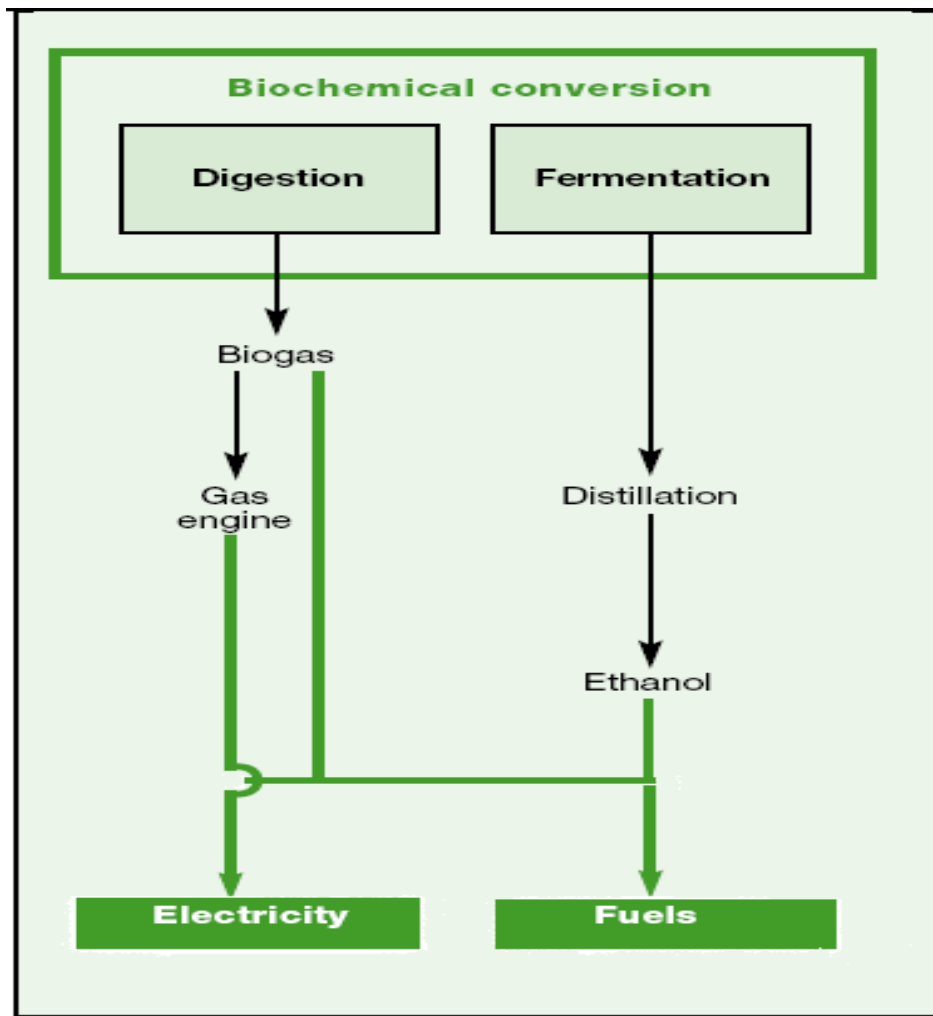 Biochemical conversion
Digestion
Fermentation
Biogas
Gas
engine
Distillation
Ethanol
Electricity
Fuels